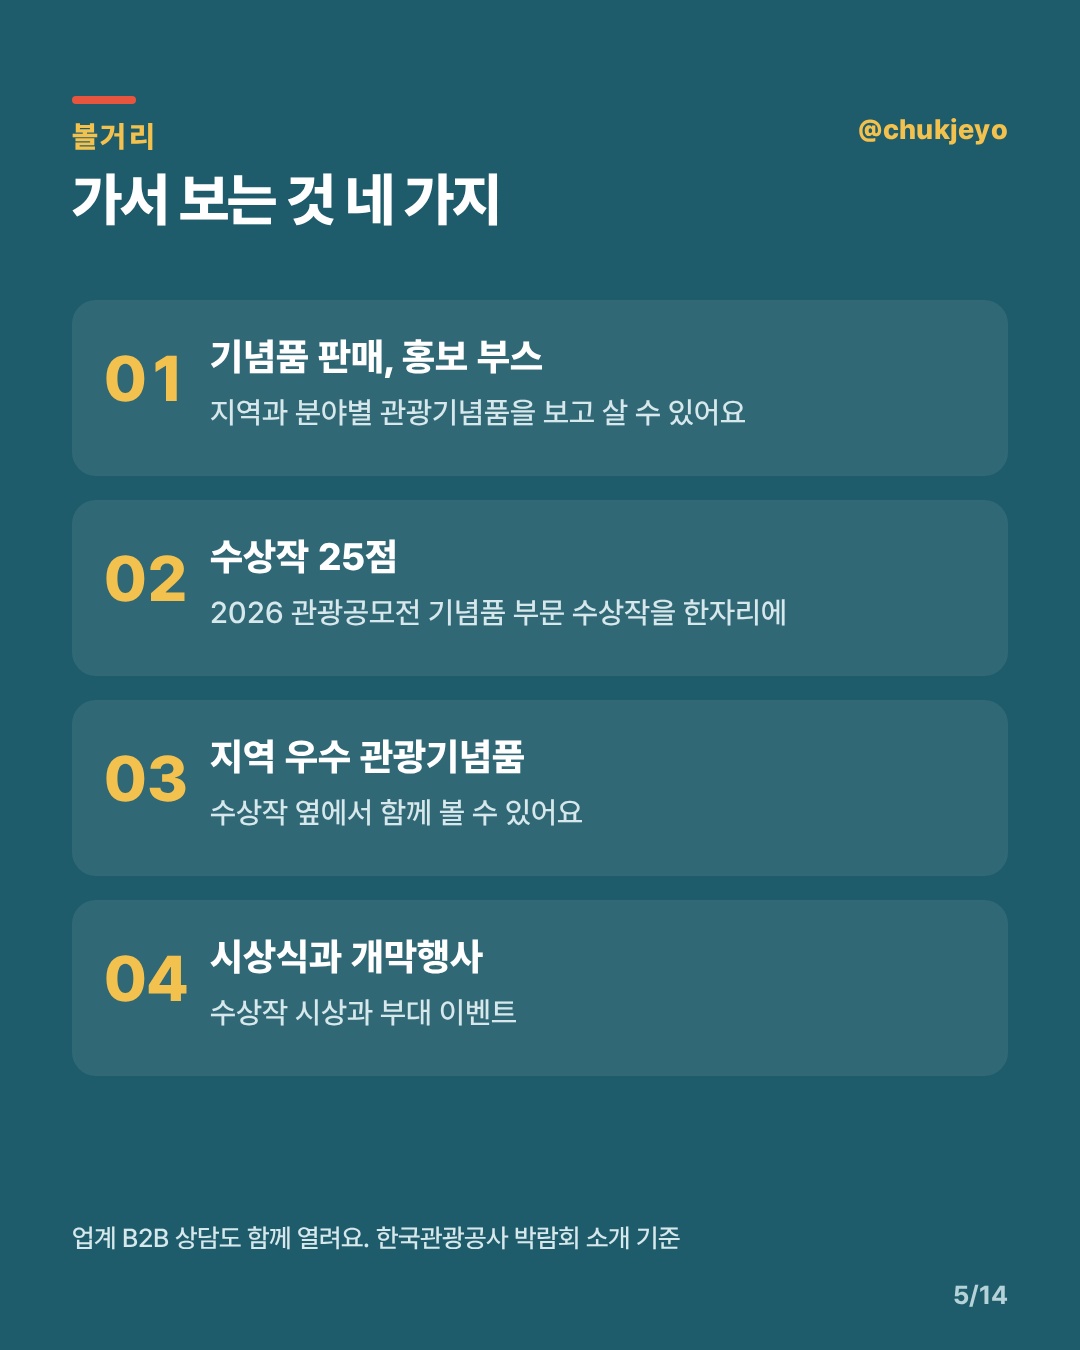 볼거리
@chukjeyo
가서 보는 것 네 가지
01
기념품 판매, 홍보 부스
지역과 분야별 관광기념품을 보고 살 수 있어요
02
수상작 25점
2026 관광공모전 기념품 부문 수상작을 한자리에
03
지역 우수 관광기념품
수상작 옆에서 함께 볼 수 있어요
04
시상식과 개막행사
수상작 시상과 부대 이벤트
업계 B2B 상담도 함께 열려요. 한국관광공사 박람회 소개 기준
5/14